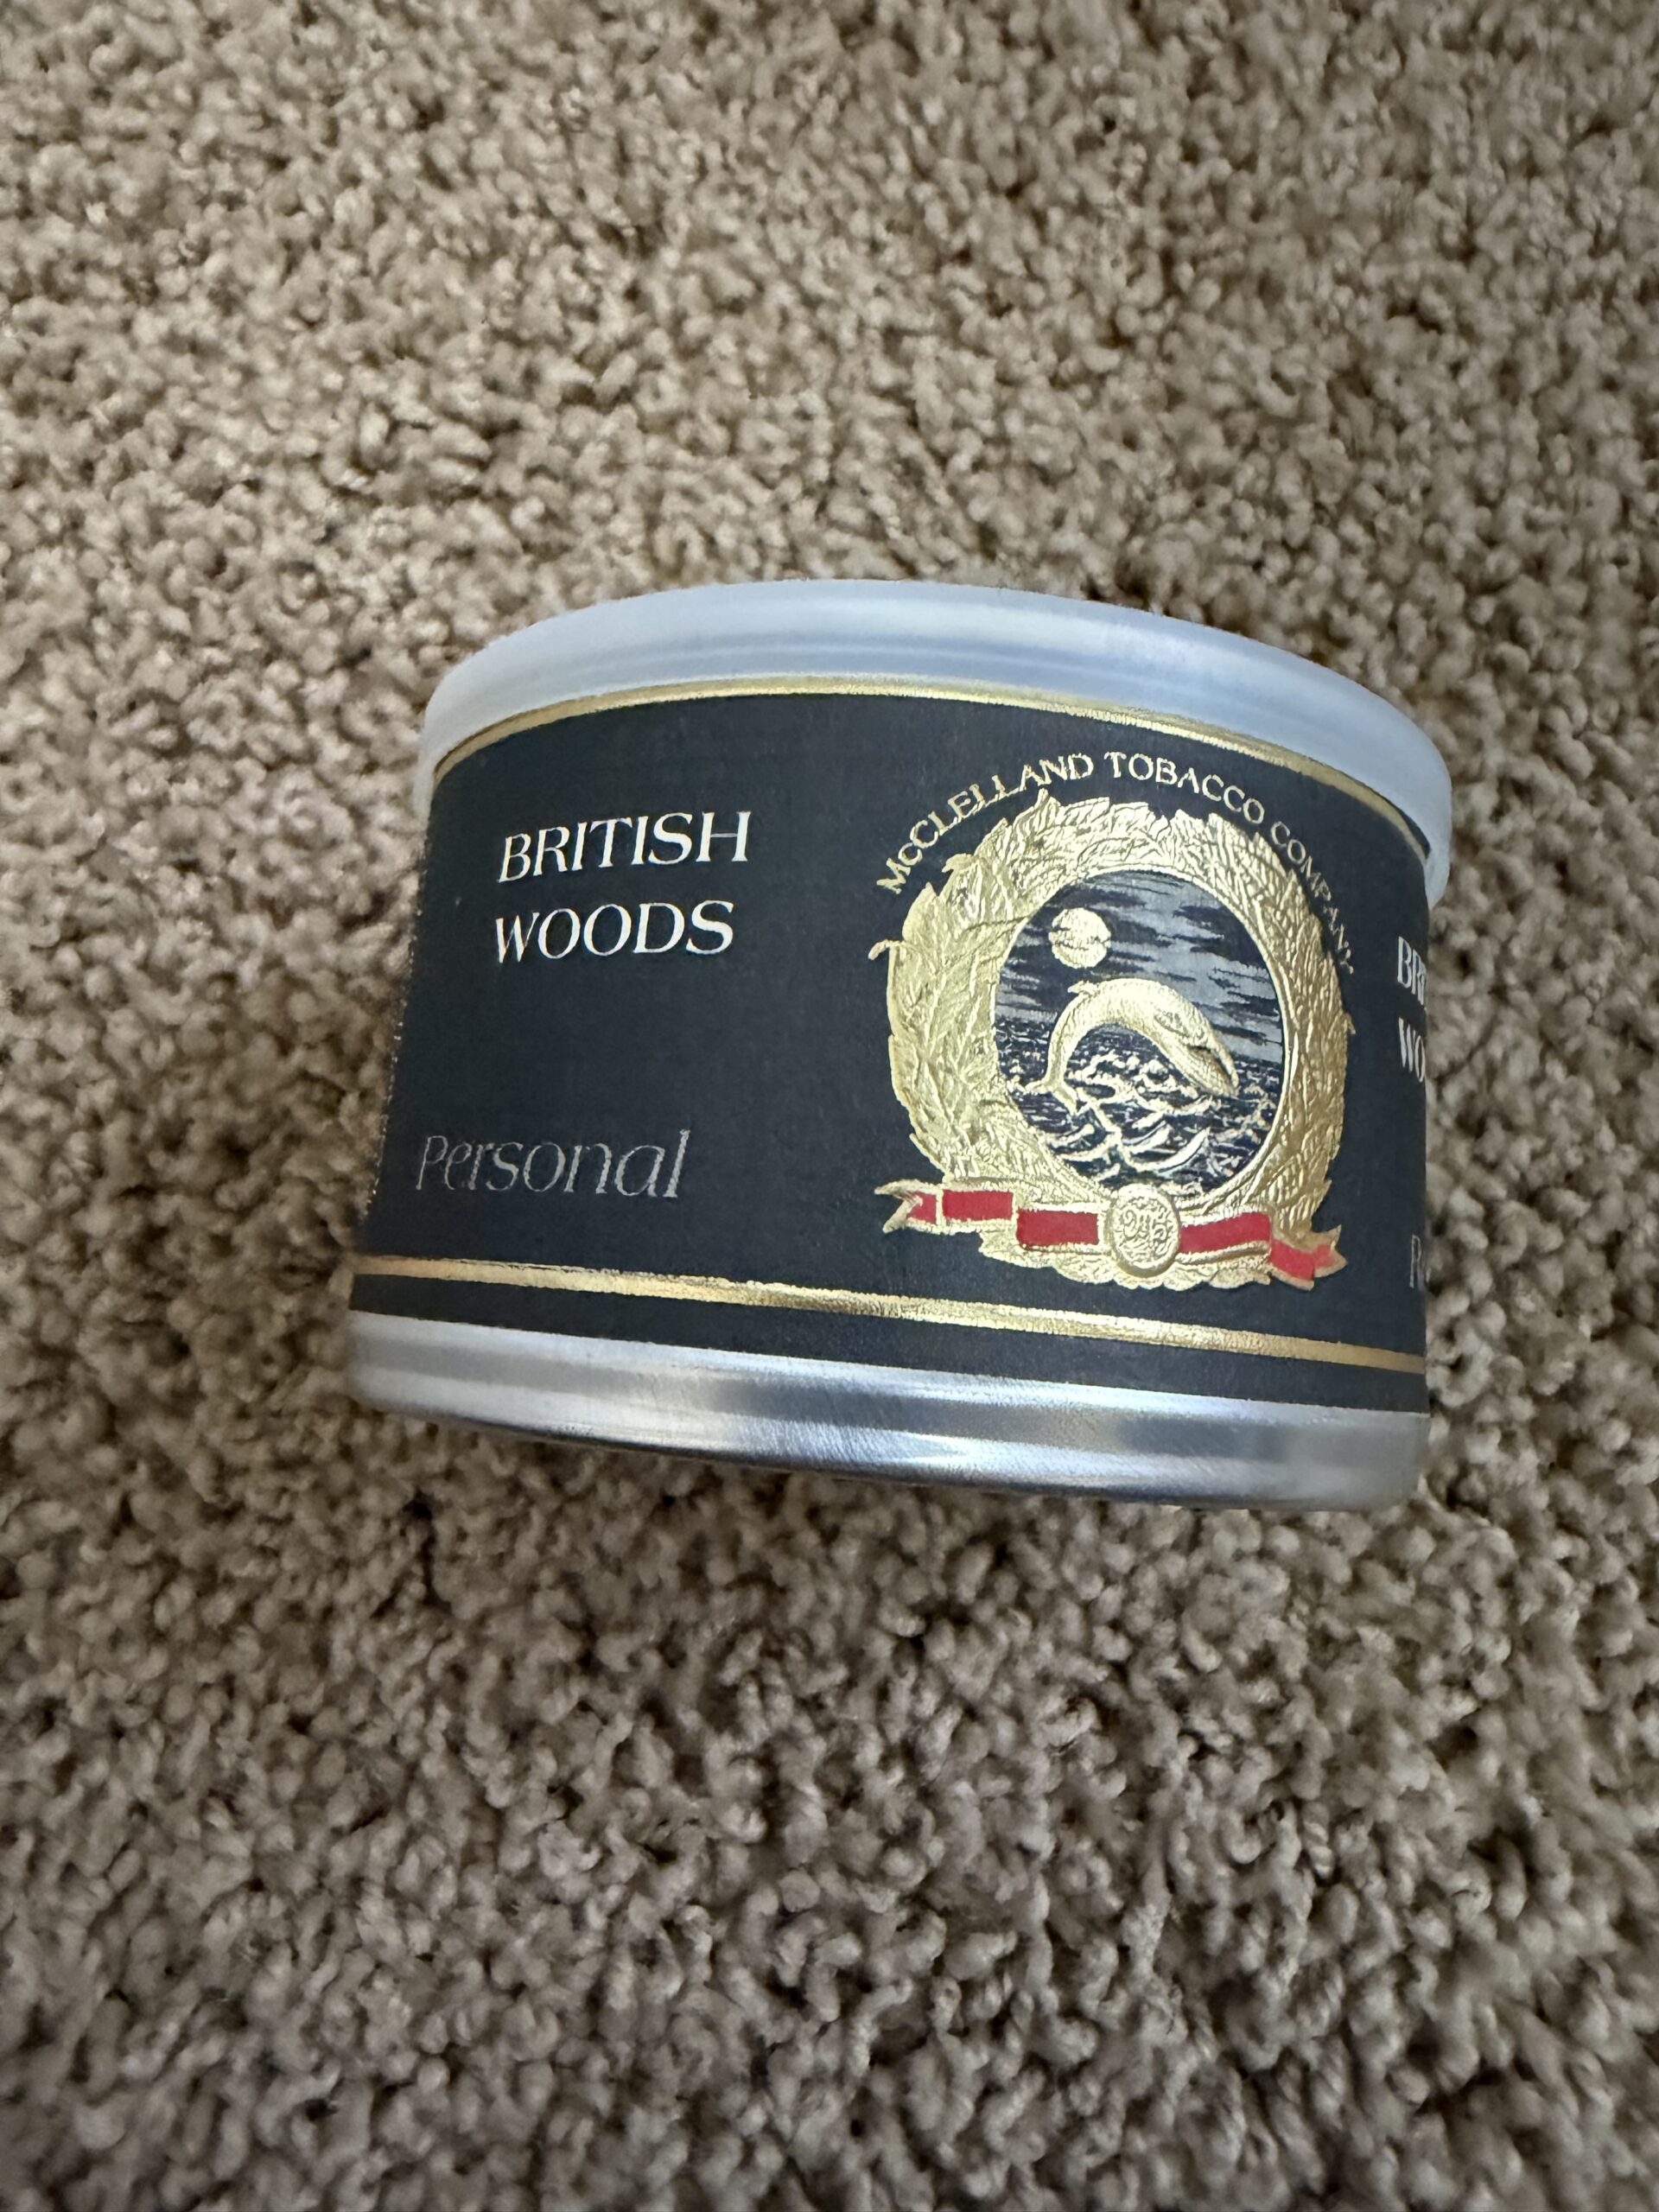 BRITISH
WOODS
Personal
McCLELLAND TOBACCO COMPANY